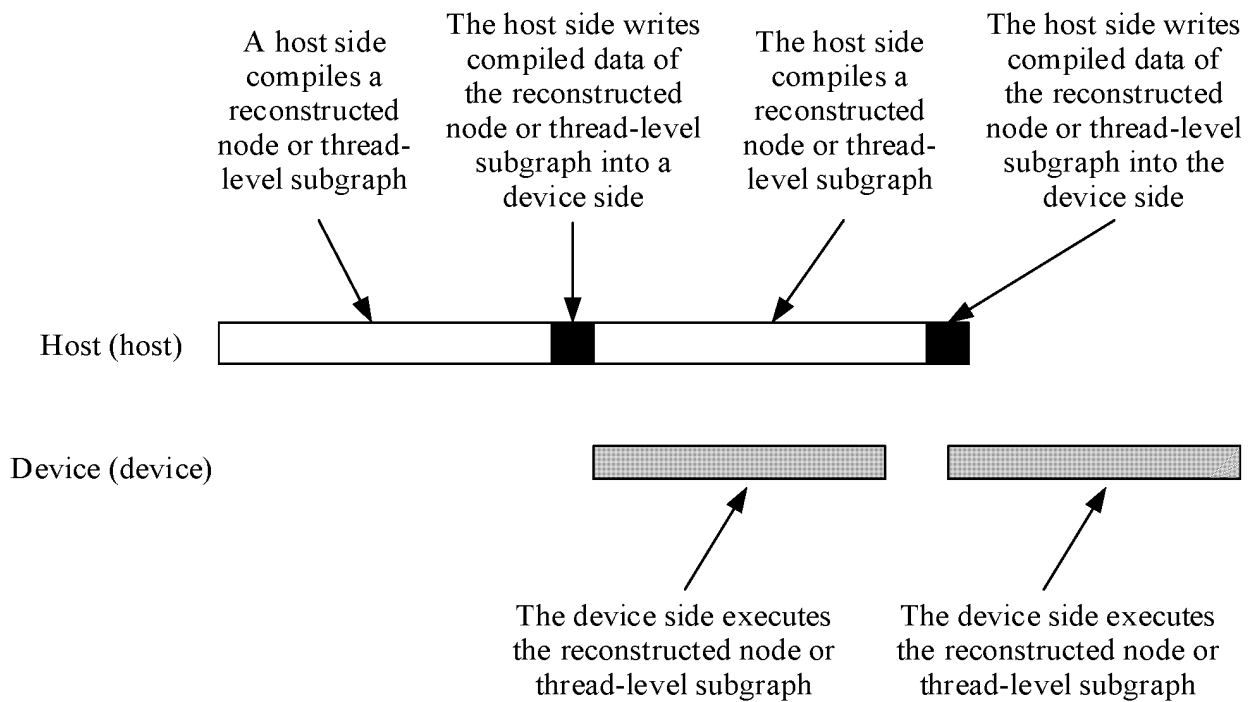 A host side
compiles a
reconstructed
node or thread-
level subgraph
The host side writes
compiled data of
the reconstructed
node or thread-level
subgraph into a
device side
The host side
compiles a
reconstructed
node or thread-
level subgraph
The host side writes
compiled data of
the reconstructed
node or thread-level
subgraph into the
device side
Host (host)
Device (device)
The device side executes
the reconstructed node or
thread-level subgraph
The device side executes
the reconstructed node or
thread-level subgraph